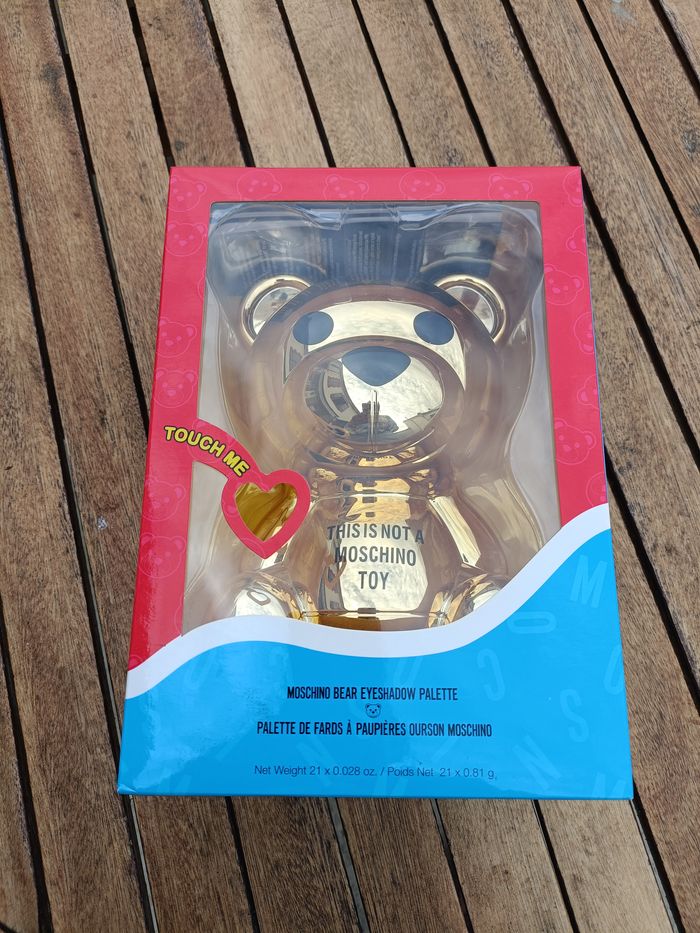 TOUCH ME
THIS IS NOT A
MOSCHINO
TOY
MOSCHINO BEAR EYESHADOW PALETTE
PALETTE DE FARDS À PAUPIÈRES OURSON MOSCHINO
Net Weight 21 x 0.028 oz. / Poids Net 21 x 0.81 g.